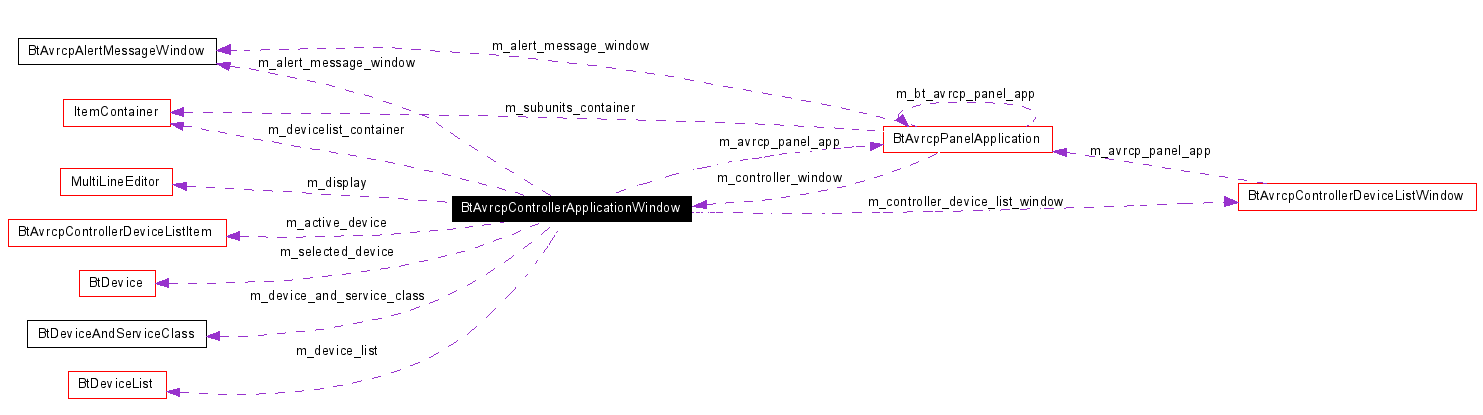 m_alert_message_window
BtAvrcpAlertMessageWindow
m_alert_message_window
m_bt_avrcp_panel_app
ItemContainer
m_subunits_container
m_devicelist_container
BtAvrcpPanelApplication
m_avrcp_panel_app
m_avrcp_panel_app
MultiLineEditor
m_display
m_controller_window
BtAvrcpControllerDeviceListWindow
BtAvrcpControllerApplicationWindow
m_controller_device_list_window
m_active_device
BtAvrcpControllerDeviceListItem
m_selected_device
BtDevice
m_device_and_service_class
BtDeviceAndServiceClass
m_device_list
BtDeviceList